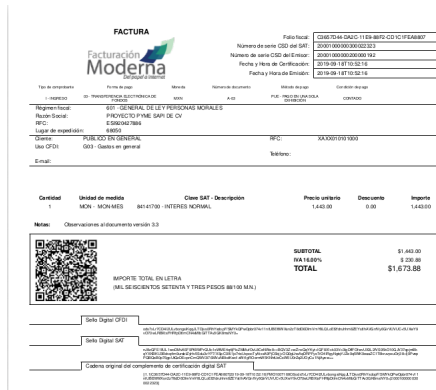 FACTURA
Facturación
Moderna
Del papel a Internet
Folio fiscal: C3657D44-DA2C-11E9-88F2-CD1C1FEA8807
Número de serie CSD del SAT: 20001000000300022323
Número de serie CSD del Emisor: 20001000000200000192
Fecha y Hora de Certificación: 2019-09-18T10:52:16
Fecha y Hora de Emisión: 2019-09-18T10:52:16
Tipo de comprobante Forma de pago Moneda Número de documento Método de pago Condición de pago
I - INGRESO 03 - TRANSFERENCIA ELECTRÓNICA DE FONDOS MXN A 02 PUE - PAGO EN UNA SOLA EXHIBICIÓN CONTADO
Régimen fiscal: 601 - GENERAL DE LEY PERSONAS MORALES
Razón Social: PROYECTO PYME SAPI DE CV
RFC: ESI920427886
Lugar de expedición: 68050
Cliente: PUBLICO EN GENERAL RFC: XAXX010101000
Uso CFDI: G03 - Gastos en general
Teléfono:
E-mail:
Cantidad Unidad de medida Clave SAT - Descripción Precio unitario Descuento Importe
1 MON - MON-MES 84141700 - INTERES NORMAL 1,443.00 0.00 1,443.00
Notas: Observaciones al documento versión 3.3
SUBTOTAL $1,443.00
IVA 16.00% $ 230.88
TOTAL $1,673.88
IMPORTE TOTAL EN LETRA
(MIL SEISCIENTOS SETENTA Y TRES PESOS 88/100 M.N.)
Sello Digital CFDI
Sello Digital SAT
Cadena original del complemento de certificación digital SAT